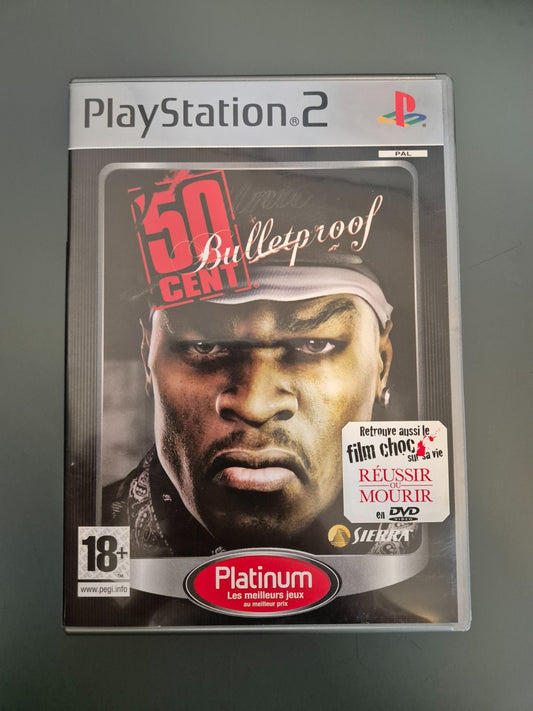 PlayStation®2
PAL
50
CENT®
Bulletproof
Retrouve aussi le
film choc
sur sa vie
RÉUSSIR
OU
MOURIR
en DVD
VIDEO
SIERRA
18+
www.pegi.info
Platinum
Les meilleurs jeux
au meilleur prix